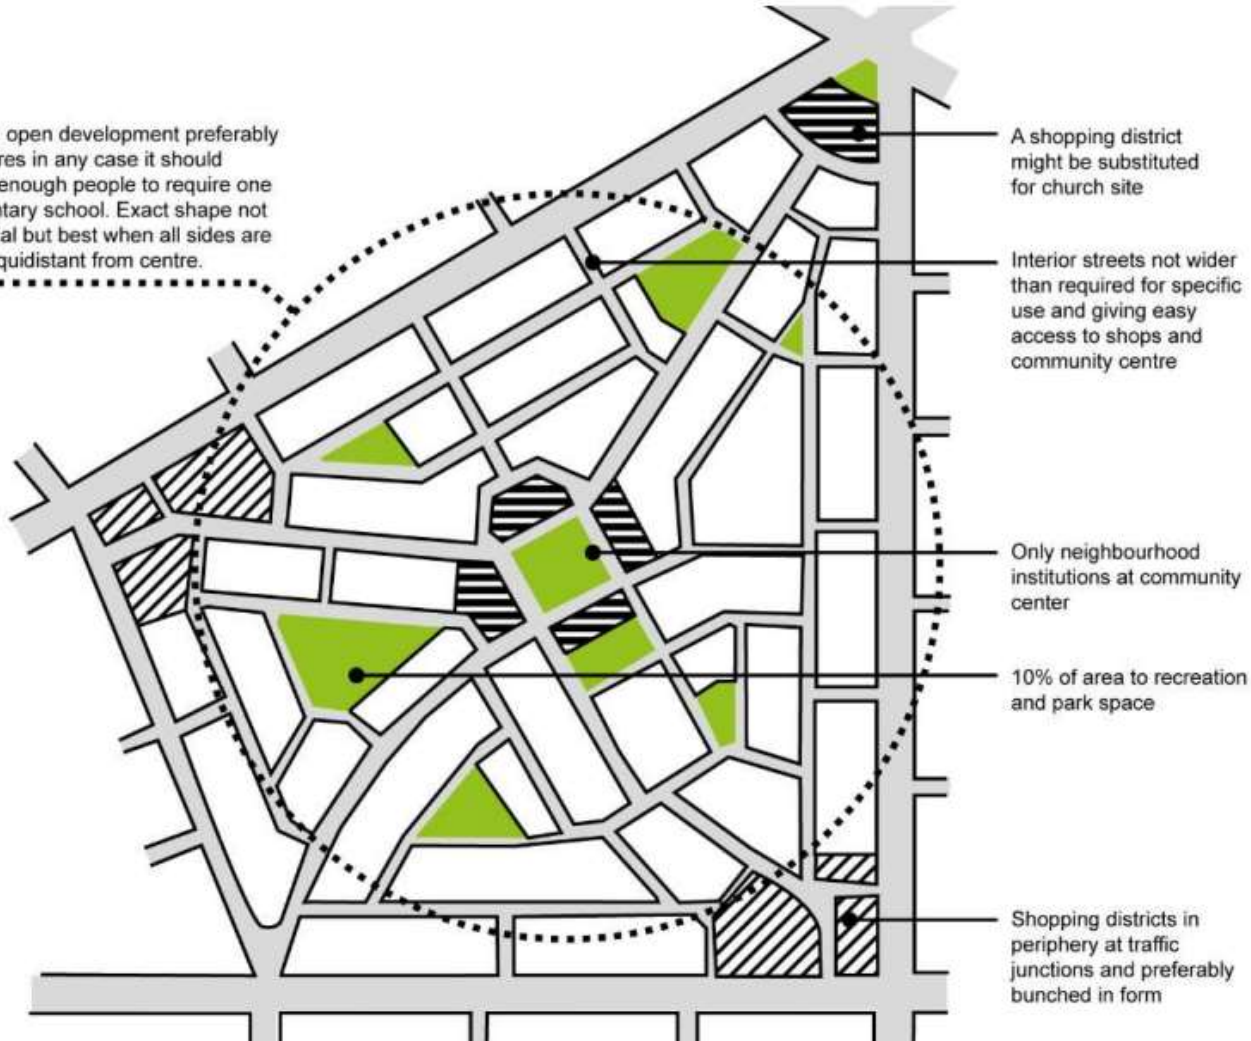 open development preferably
res in any case it should
enough people to require one
ntary school. Exact shape not
al but best when all sides are
quidistant from centre.
A shopping district
might be substituted
for church site
Interior streets not wider
than required for specific
use and giving easy
access to shops and
community centre
Only neighbourhood
institutions at community
center
10% of area to recreation
and park space
Shopping districts in
periphery at traffic
junctions and preferably
bunched in form